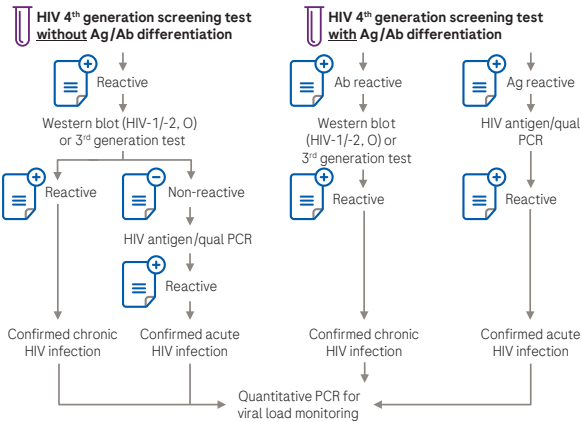 HIV 4th generation screening test
without Ag/Ab differentiation
Reactive
Western blot (HIV-1/-2, O)
or 3rd generation test
Reactive
Non-reactive
HIV antigen/qual PCR
Reactive
Confirmed chronic
HIV infection
Confirmed acute
HIV infection
HIV 4th generation screening test
with Ag/Ab differentiation
Ab reactive
Western blot
(HIV-1/-2, O) or
3rd generation test
Reactive
Confirmed chronic
HIV infection
Ag reactive
HIV antigen/qual
PCR
Reactive
Confirmed acute
HIV infection
Quantitative PCR for
viral load monitoring